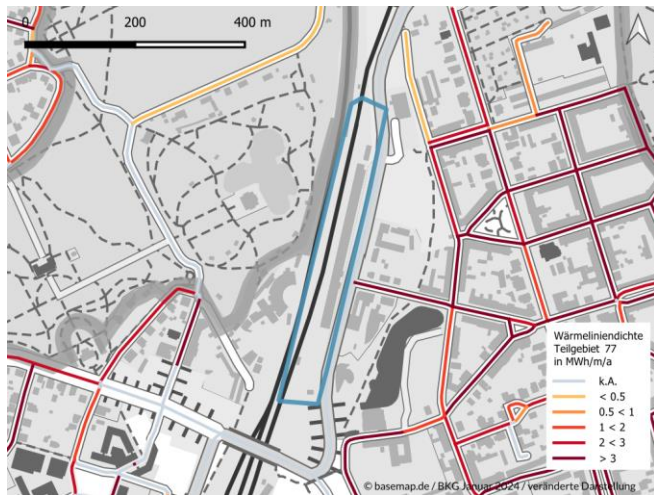 0 200 400 m
Wärmeliniendichte
Teilgebiet 77
in MWh/m/a
k.A.
< 0.5
0.5 < 1
1 < 2
2 < 3
> 3
© basemap.de / BKG Januar 2024 / veränderte Darstellung